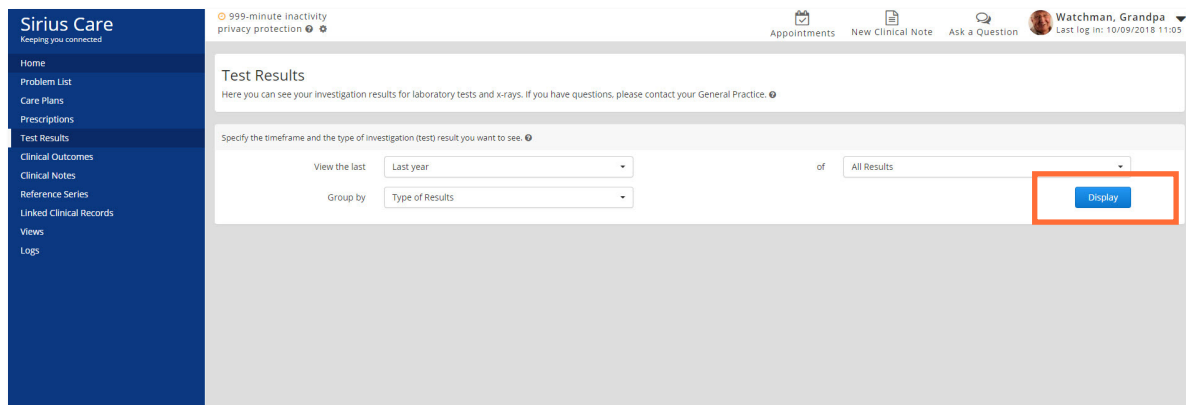 Sirius Care
Keeping you connected
Home
Problem List
Care Plans
Prescriptions
Test Results
Clinical Outcomes
Clinical Notes
Reference Series
Linked Clinical Records
Views
Logs
999-minute inactivity
privacy protection
Appointments
New Clinical Note
Ask a Question
Watchman, Grandpa
Last log in: 10/09/2018 11:05
Test Results
Here you can see your investigation results for laboratory tests and x-rays. If you have questions, please contact your General Practice.
Specify the timeframe and the type of investigation (test) result you want to see.
View the last Last year of All Results
Group by Type of Results
Display